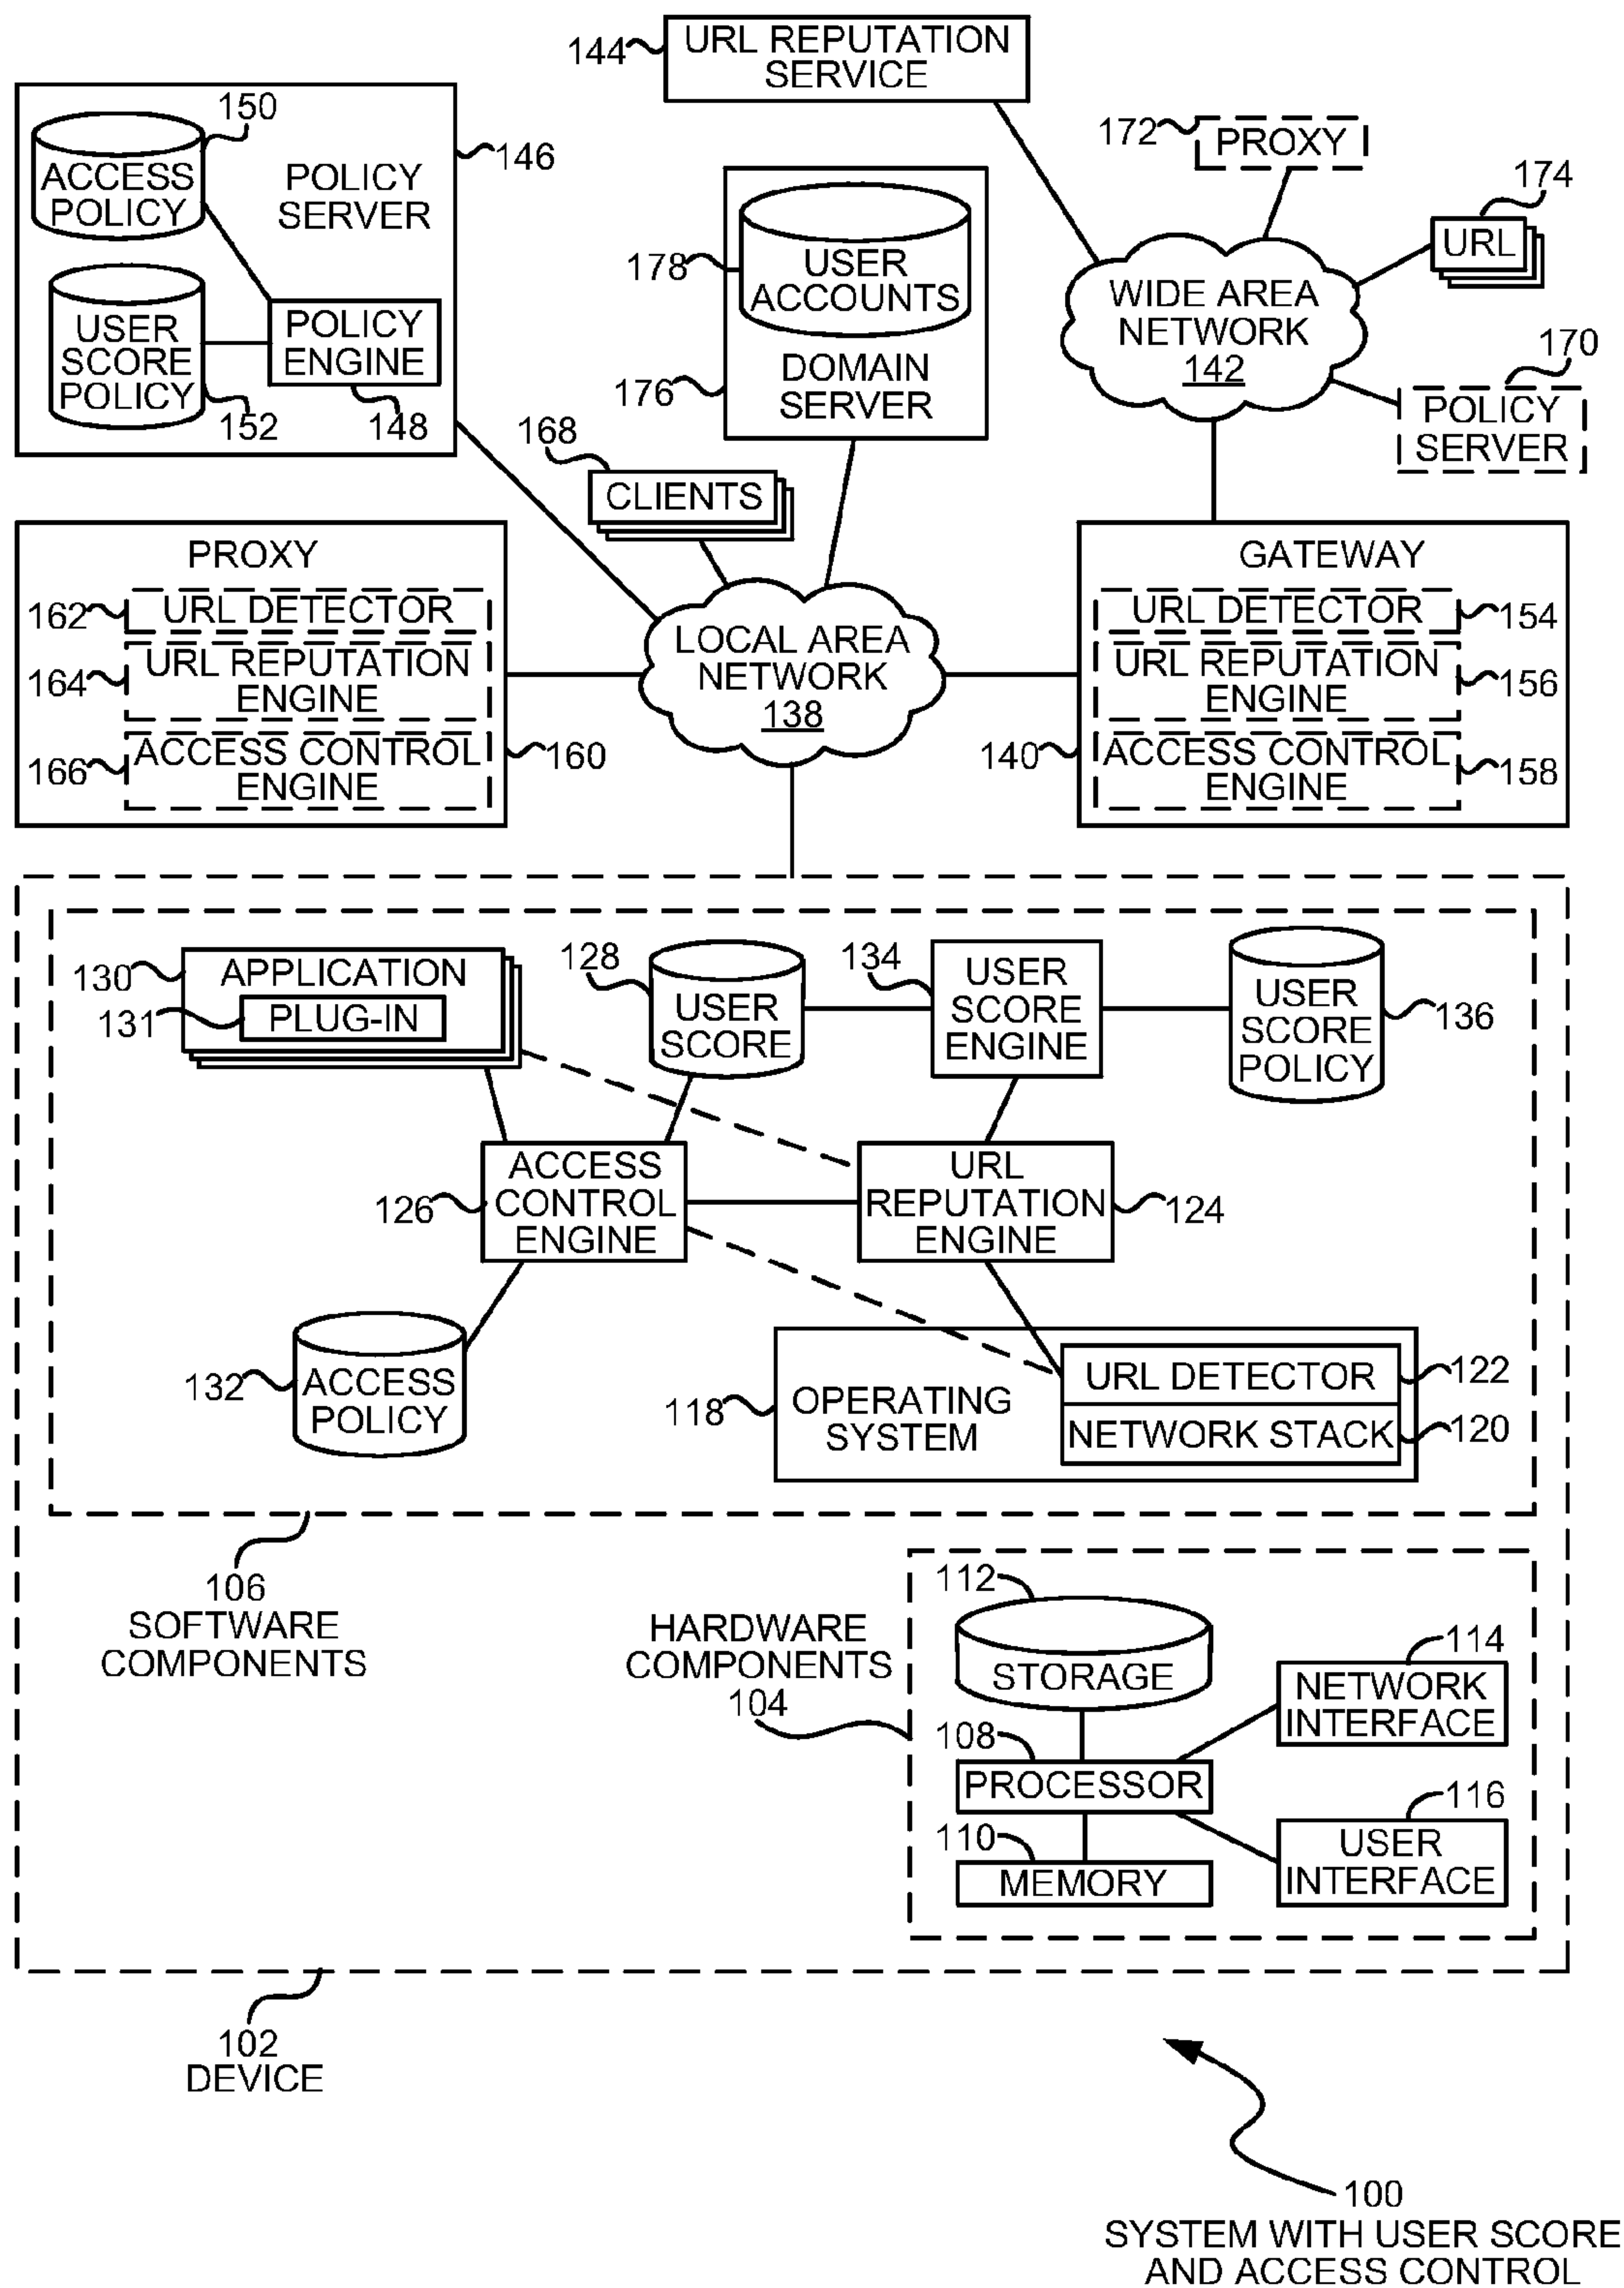 144
URL REPUTATION
SERVICE
150
ACCESS
POLICY
POLICY
SERVER
146
USER
SCORE
POLICY
152
POLICY
ENGINE
148
178
USER
ACCOUNTS
176
DOMAIN
SERVER
172
PROXY
174
URL
WIDE AREA
NETWORK
142
170
POLICY
SERVER
168
CLIENTS
PROXY
162
URL DETECTOR
164
URL REPUTATION
ENGINE
166
ACCESS CONTROL
ENGINE
160
LOCAL AREA
NETWORK
138
GATEWAY
URL DETECTOR
154
URL REPUTATION
ENGINE
156
140
ACCESS CONTROL
ENGINE
158
130
APPLICATION
131
PLUG-IN
128
USER
SCORE
134
USER
SCORE
ENGINE
USER
SCORE
POLICY
136
126
ACCESS
CONTROL
ENGINE
URL
REPUTATION
ENGINE
124
132
ACCESS
POLICY
118
OPERATING
SYSTEM
URL DETECTOR
122
NETWORK STACK
120
106
SOFTWARE
COMPONENTS
HARDWARE
COMPONENTS
104
112
STORAGE
114
NETWORK
INTERFACE
108
PROCESSOR
116
USER
INTERFACE
110
MEMORY
102
DEVICE
100
SYSTEM WITH USER SCORE
AND ACCESS CONTROL